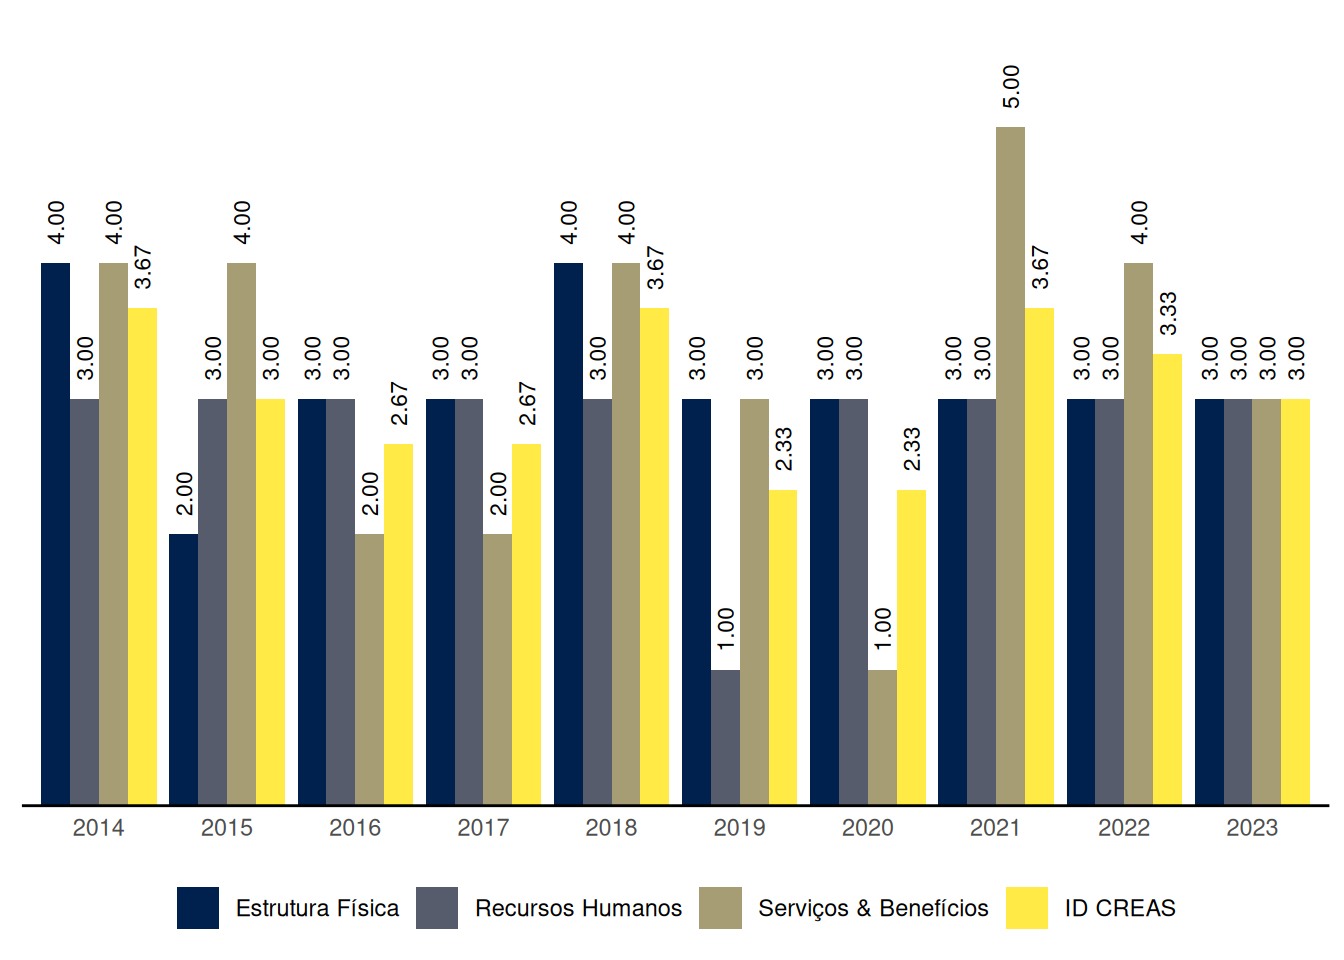 5.00
4.00 4.00 4.00 4.00 4.00 4.00
3.67 3.67 3.67
3.33
3.00 3.00 3.00 3.00 3.00 3.00 3.00 3.00 3.00 3.00 3.00 3.00 3.00 3.00 3.00 3.00 3.00 3.00 3.00 3.00
2.67 2.67
2.33 2.33
2.00 2.00 2.00
1.00 1.00
2014 2015 2016 2017 2018 2019 2020 2021 2022 2023
Estrutura Física Recursos Humanos Serviços & Benefícios ID CREAS